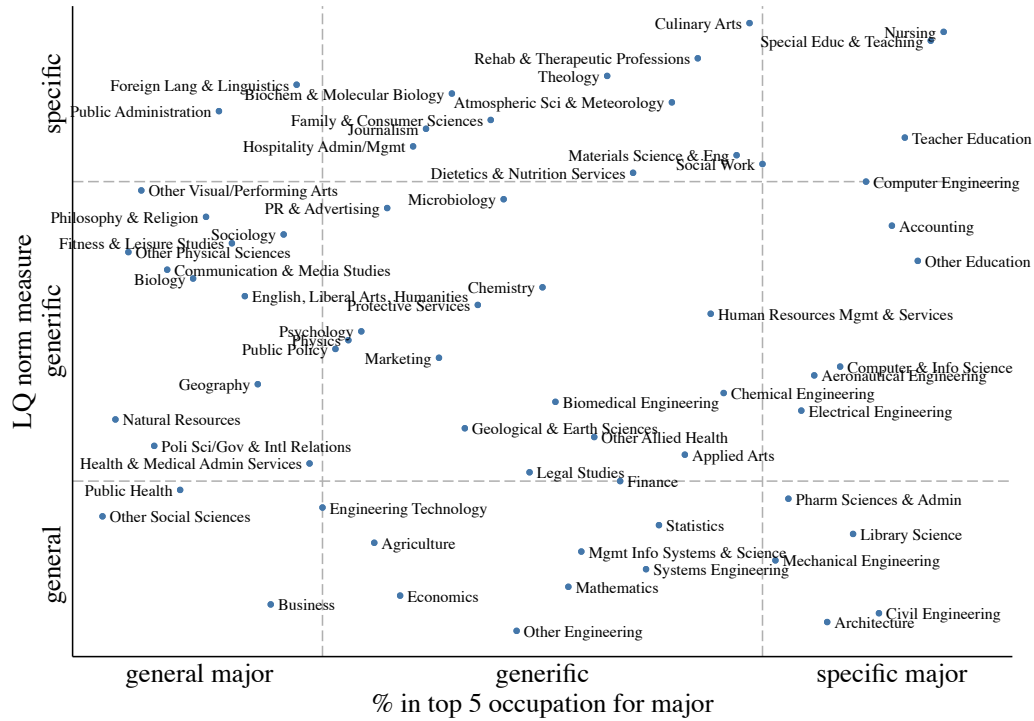 Culinary Arts
Nursing
Special Educ & Teaching
Rehab & Therapeutic Professions
Theology
Foreign Lang & Linguistics
Biochem & Molecular Biology
Atmospheric Sci & Meteorology
Public Administration
Family & Consumer Sciences
Journalism
Teacher Education
Hospitality Admin/Mgmt
Materials Science & Eng
Social Work
Dietetics & Nutrition Services
Computer Engineering
Other Visual/Performing Arts
Microbiology
PR & Advertising
Philosophy & Religion
Accounting
Sociology
Fitness & Leisure Studies
Other Physical Sciences
Other Education
Communication & Media Studies
Biology
Chemistry
English, Liberal Arts, Humanities
Protective Services
Human Resources Mgmt & Services
Psychology
Physics
Public Policy
Marketing
Computer & Info Science
Aeronautical Engineering
Geography
Chemical Engineering
Biomedical Engineering
Electrical Engineering
Natural Resources
Geological & Earth Sciences
Other Allied Health
Poli Sci/Gov & Intl Relations
Applied Arts
Health & Medical Admin Services
Legal Studies
Finance
Public Health
Pharm Sciences & Admin
Engineering Technology
Other Social Sciences
Statistics
Library Science
Agriculture
Mgmt Info Systems & Science
Mechanical Engineering
Systems Engineering
Mathematics
Economics
Business
Civil Engineering
Architecture
Other Engineering
specific
generific
general
LQ norm measure
general major
generific
specific major
% in top 5 occupation for major